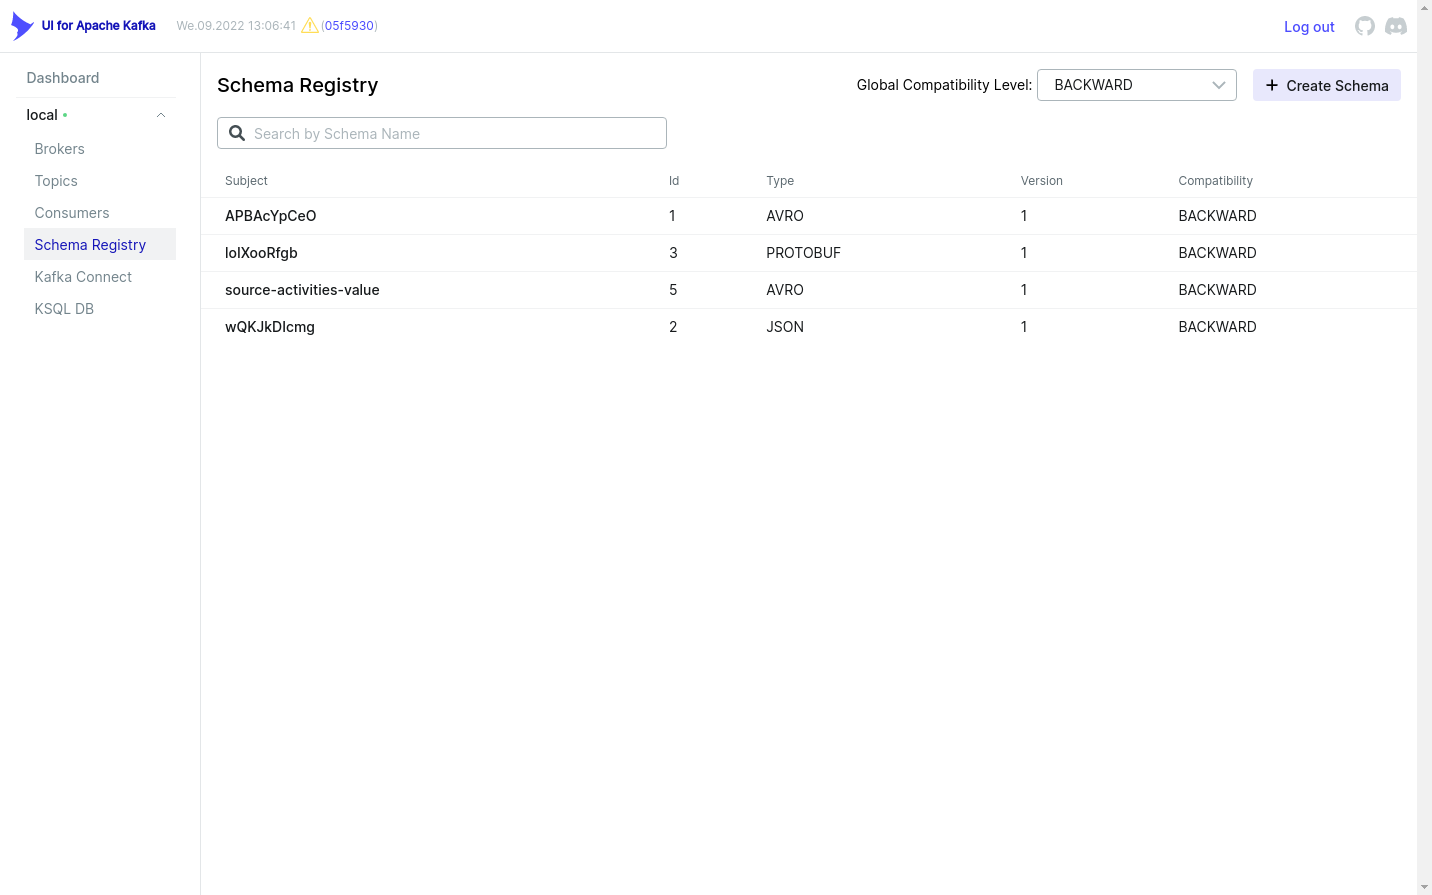 UI for Apache Kafka We.09.2022 13:06:41 (05f5930) Log out
Dashboard
local
Brokers
Topics
Consumers
Schema Registry
Kafka Connect
KSQL DB
Schema Registry Global Compatibility Level: BACKWARD Create Schema
Search by Schema Name
Subject Id Type Version Compatibility
APBAcYpCeO 1 AVRO 1 BACKWARD
3 PROTOBUF 1 BACKWARD
source-activities-value 5 AVRO 1 BACKWARD
2 JSON 1 BACKWARD